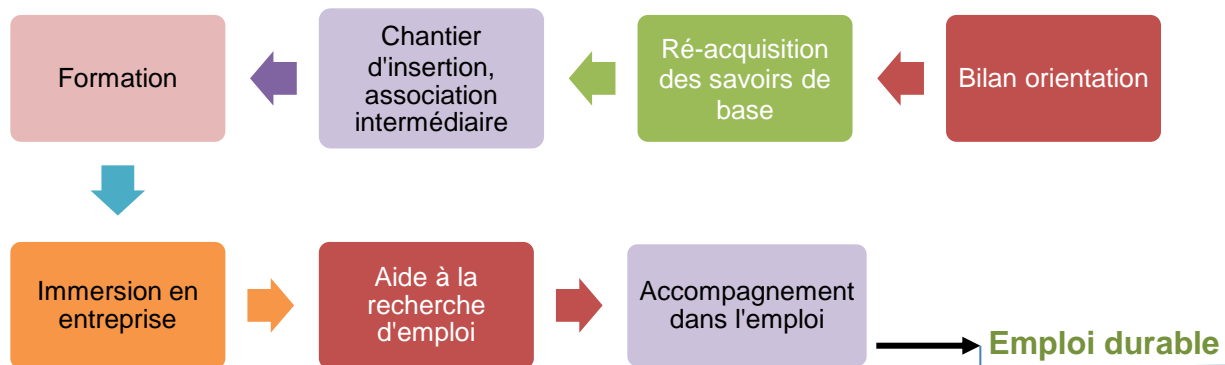 Formation
Chantier
d'insertion,
association
intermédiaire
Ré-acquisition
des savoirs de
base
Bilan orientation
Immersion en
entreprise
Aide à la
recherche
d'emploi
Accompagnement
dans l'emploi
Emploi durable